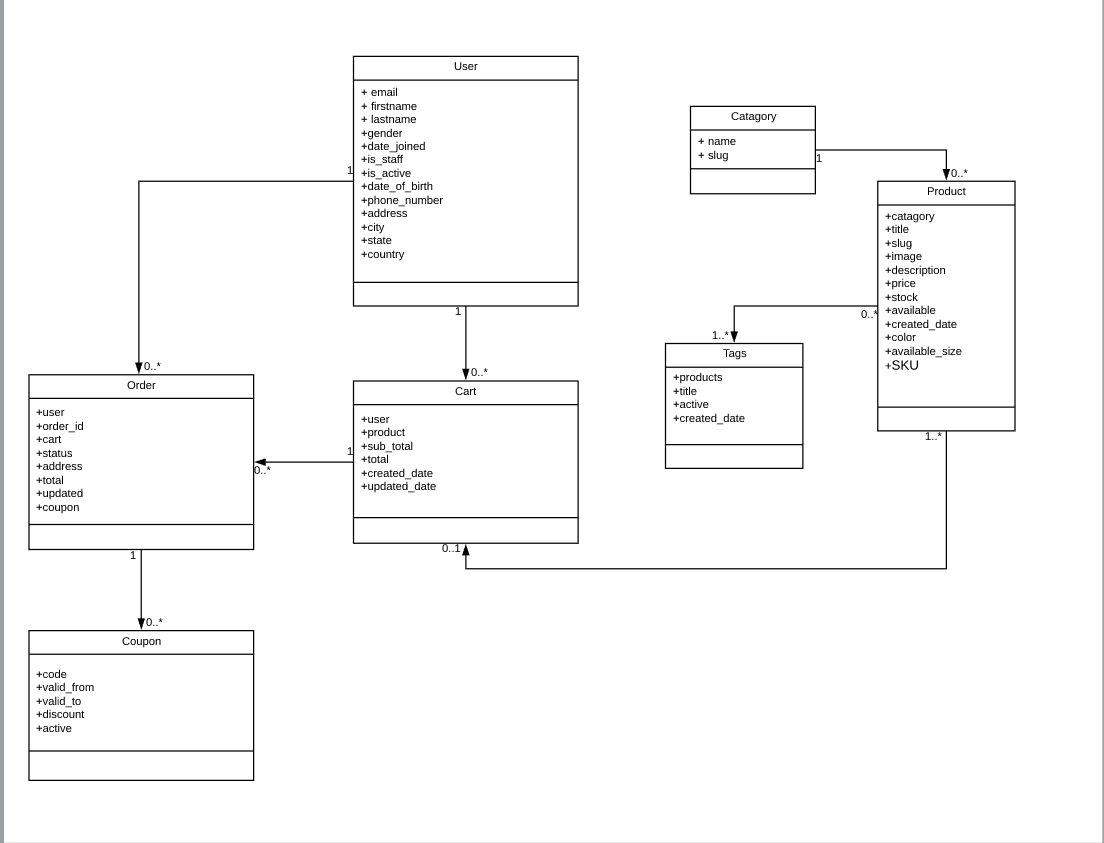 User
+ email
+ firstname
+ lastname
+gender
+date_joined
+is_staff
+is_active
+date_of_birth
+phone_number
+address
+city
+state
+country
1
1
Catagory
+ name
+ slug
1
0..*
Product
+catagory
+title
+slug
+image
+description
+price
+stock
+available
+created_date
+color
+available_size
+SKU
0..*
1..*
1..*
Tags
+products
+title
+active
+created_date
0..*
Order
+user
+order_id
+cart
+status
+address
+total
+updated
+coupon
0..*
1
0..*
Cart
+user
+product
+sub_total
+total
+created_date
+updated_date
1
0..1
0..*
Coupon
+code
+valid_from
+valid_to
+discount
+active